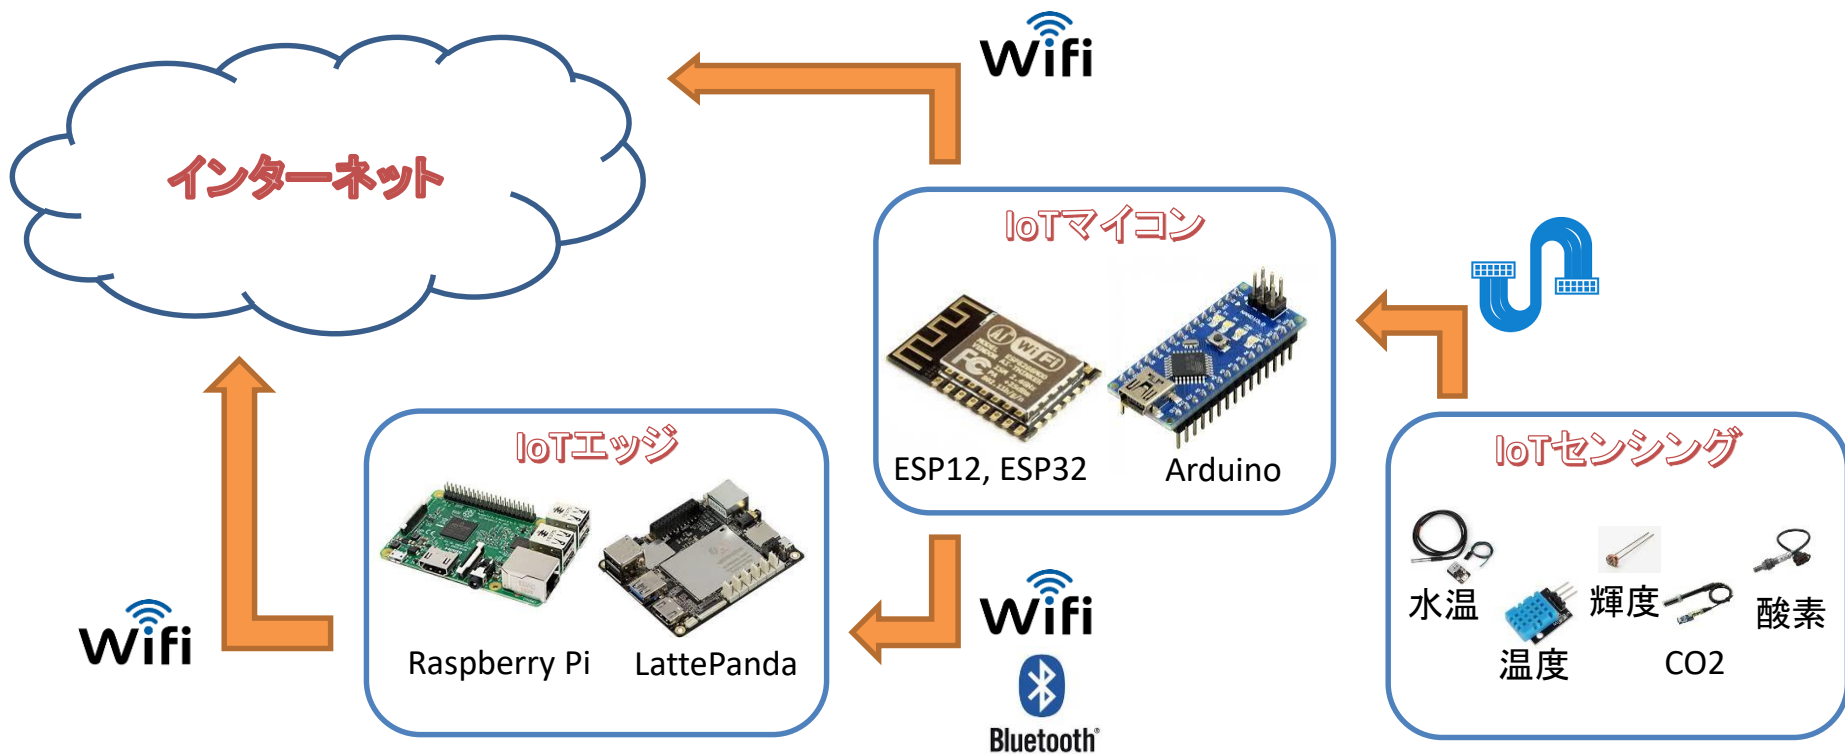 Wifi
インターネット
IoTマイコン
WiFi
FC
ESP12, ESP32
Arduino
IoTエッジ
IoTセンシング
Raspberry Pi
LattePanda
Wifi
Wifi
Bluetooth®
水温
輝度
酸素
温度
CO2